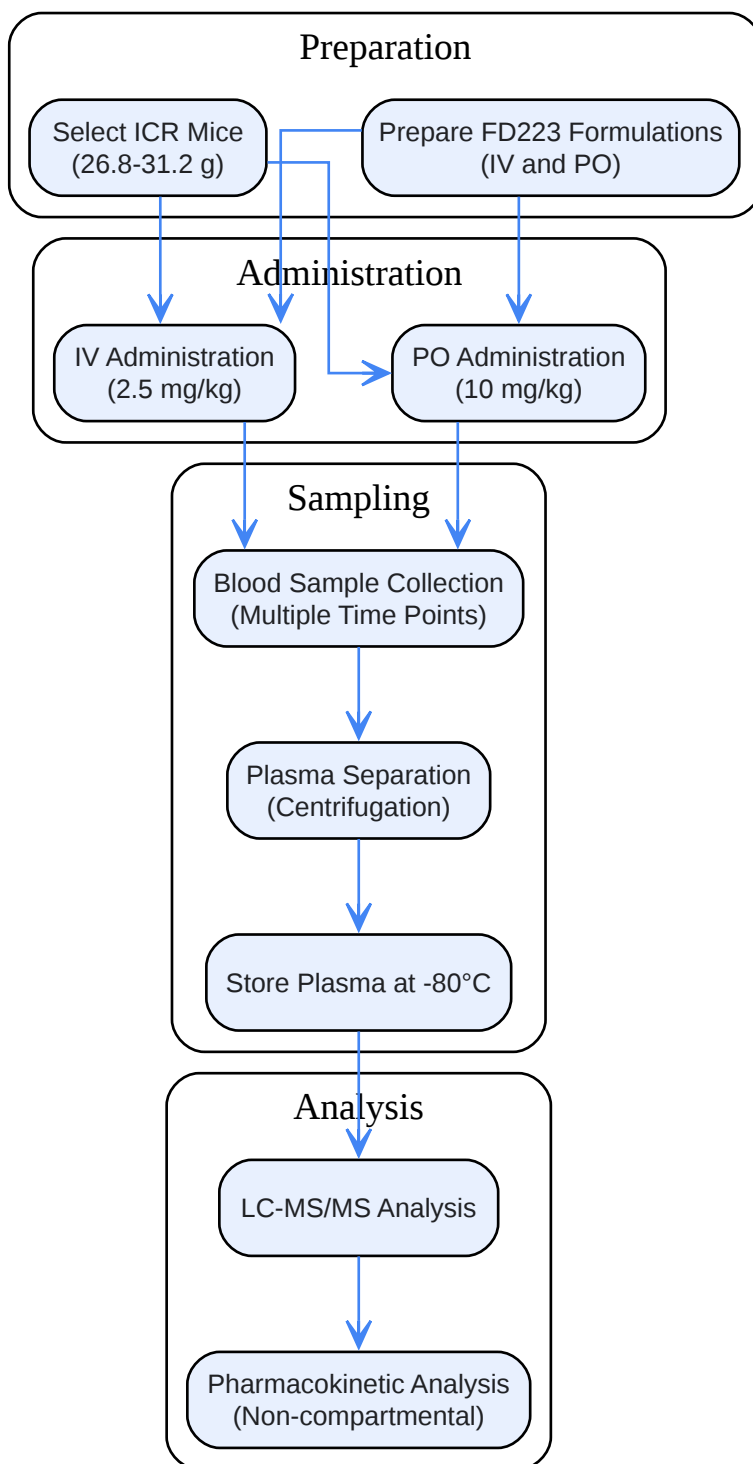 Preparation
Select ICR Mice
(26.8-31.2 g)
Prepare FD223 Formulations
(IV and PO)
Administration
IV Administration
(2.5 mg/kg)
PO Administration
(10 mg/kg)
Sampling
Blood Sample Collection
(Multiple Time Points)
Plasma Separation
(Centrifugation)
Store Plasma at -80°C
Analysis
LC-MS/MS Analysis
Pharmacokinetic Analysis
(Non-compartmental)